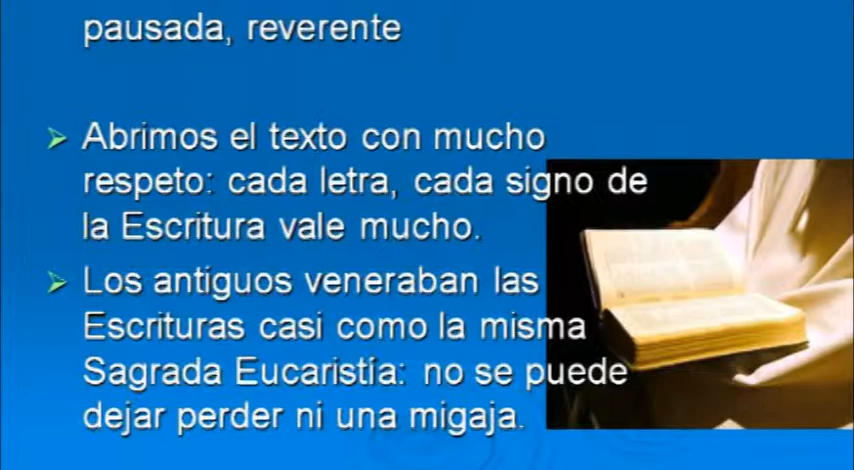 pausada, reverente
Abrimos el texto con mucho
respeto: cada letra, cada signo de
la Escritura vale mucho.
Los antiguos veneraban las
Escrituras casi como la misma
Sagrada Eucaristía: no se puede
dejar perder ni una migaja.